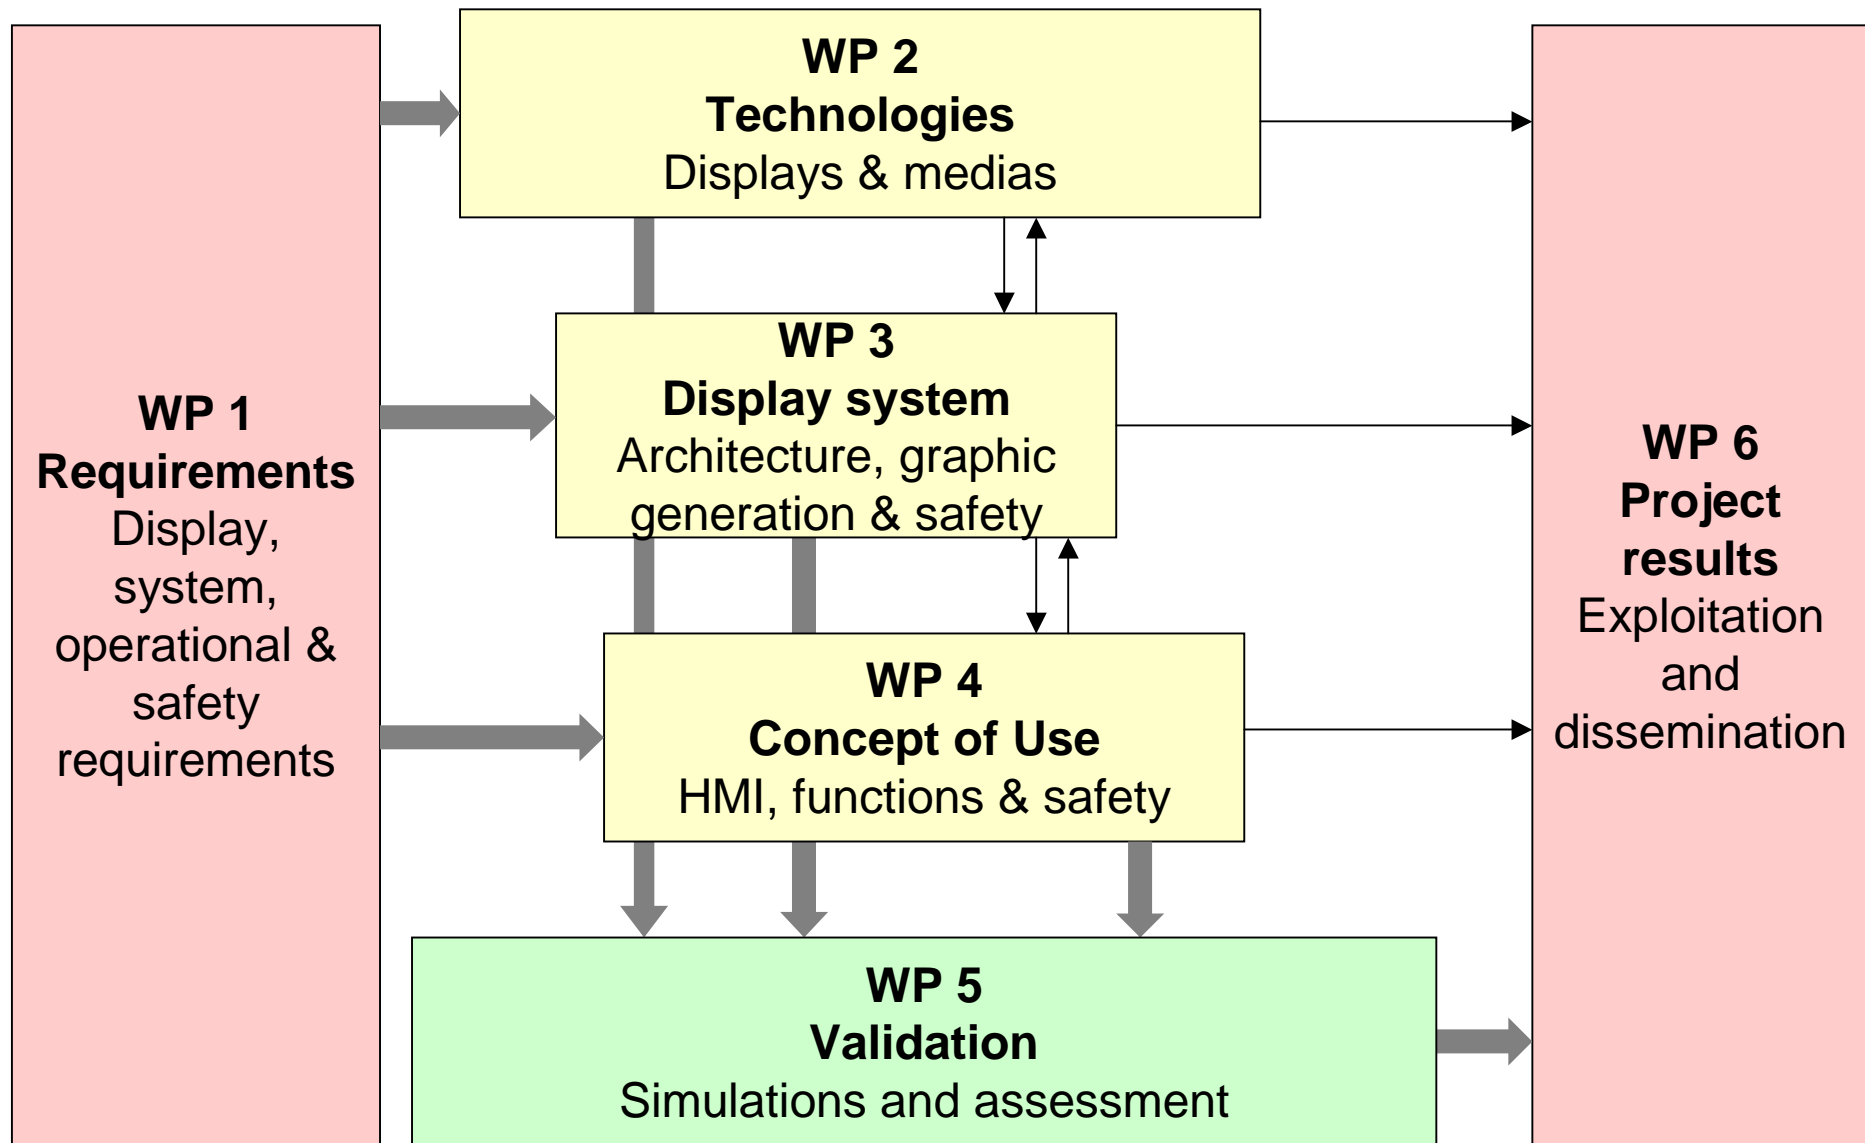 WP 1
Requirements
Display,
system,
operational &
safety
requirements
WP 2
Technologies
Displays & medias
WP 3
Display system
Architecture, graphic
generation & safety
WP 4
Concept of Use
HMI, functions & safety
WP 5
Validation
Simulations and assessment
WP 6
Project
results
Exploitation
and
dissemination